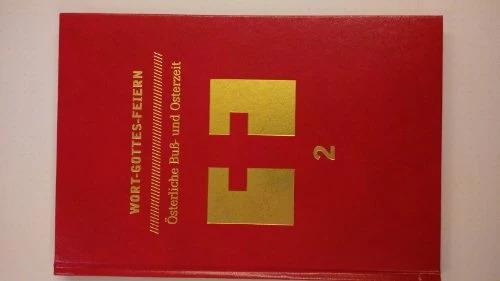 WORT-GOTTES-FEIERN
Österliche Buß- und Osterzeit
2